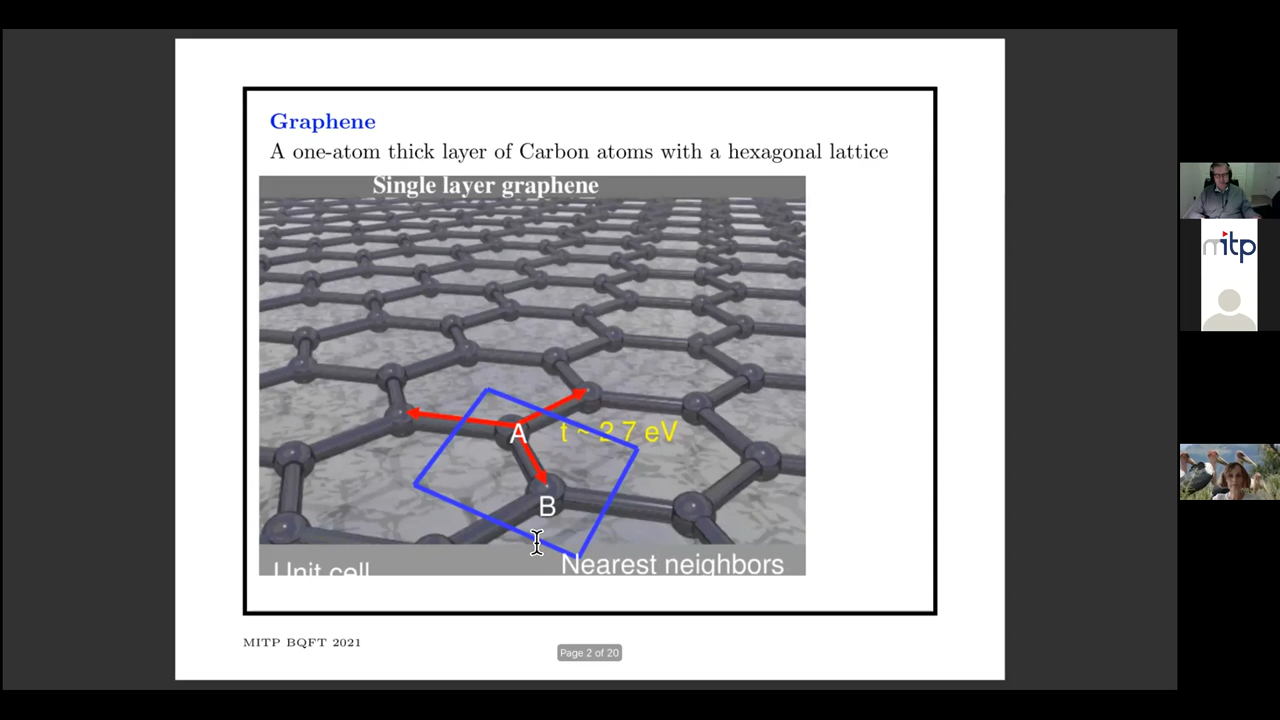 Graphene
A one-atom thick layer of Carbon atoms with a hexagonal lattice
Single layer graphene
A
t ~ 2.7 eV
B
Unit cell
Nearest neighbors
MITP BQFT 2021
Page 2 of 20
mitp